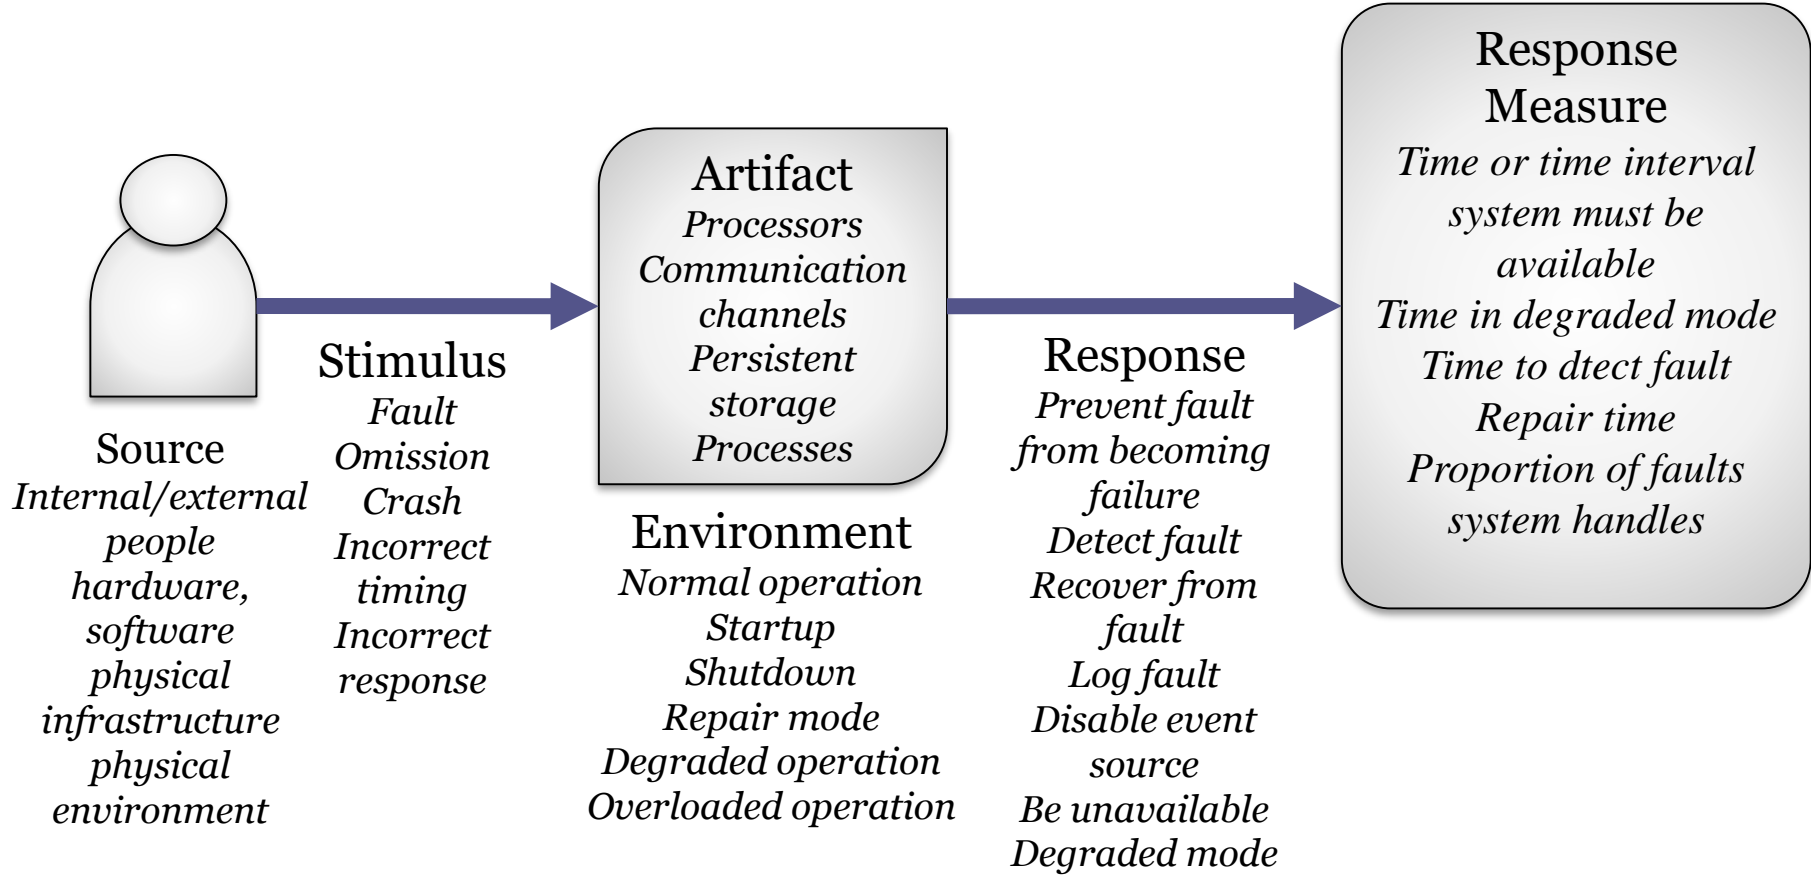 Source
Internal/external
people
hardware,
software
physical
infrastructure
physical
environment
Stimulus
Fault
Omission
Crash
Incorrect
timing
Incorrect
response
Artifact
Processors
Communication
channels
Persistent
storage
Processes
Environment
Normal operation
Startup
Shutdown
Repair mode
Degraded operation
Overloaded operation
Response
Prevent fault
from becoming
failure
Detect fault
Recover from
fault
Log fault
Disable event
source
Be unavailable
Degraded mode
Response
Measure
Time or time interval
system must be
available
Time in degraded mode
Time to dtect fault
Repair time
Proportion of faults
system handles